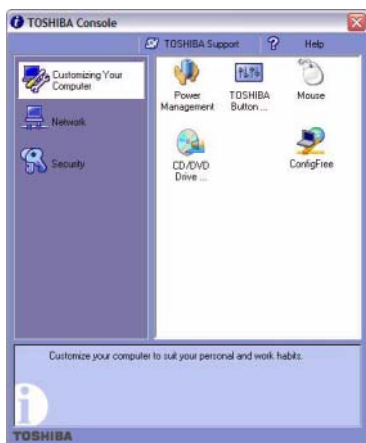 TOSHIBA Console
TOSHIBA Support
? Help
Customizing Your
Computer
Network
Security
Power
Management
TOSHIBA
Button ...
Mouse
CD/DVD
Drive ...
ConfigFree
Customize your computer to suit your personal and work habits.
TOSHIBA